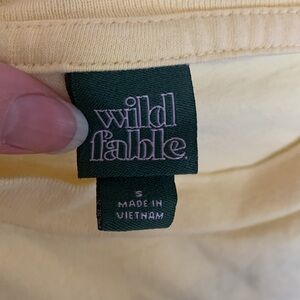 wild
fable.
S
MADE IN
VIETNAM